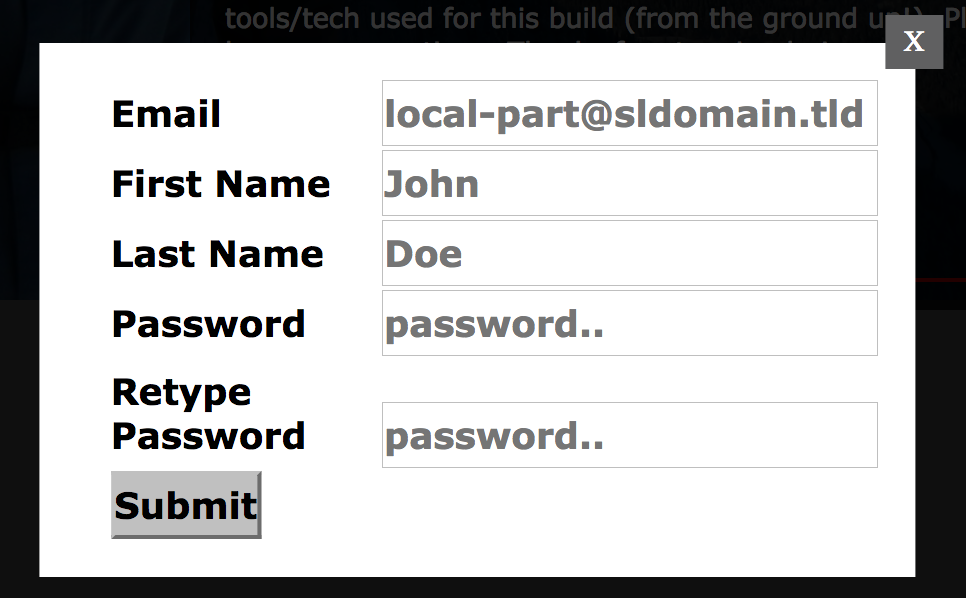 tools/tech used for this build (from the ground up!). Pl
X
Email local-part@sldomain.tld
First Name John
Last Name Doe
Password password..
Retype
Password password..
Submit